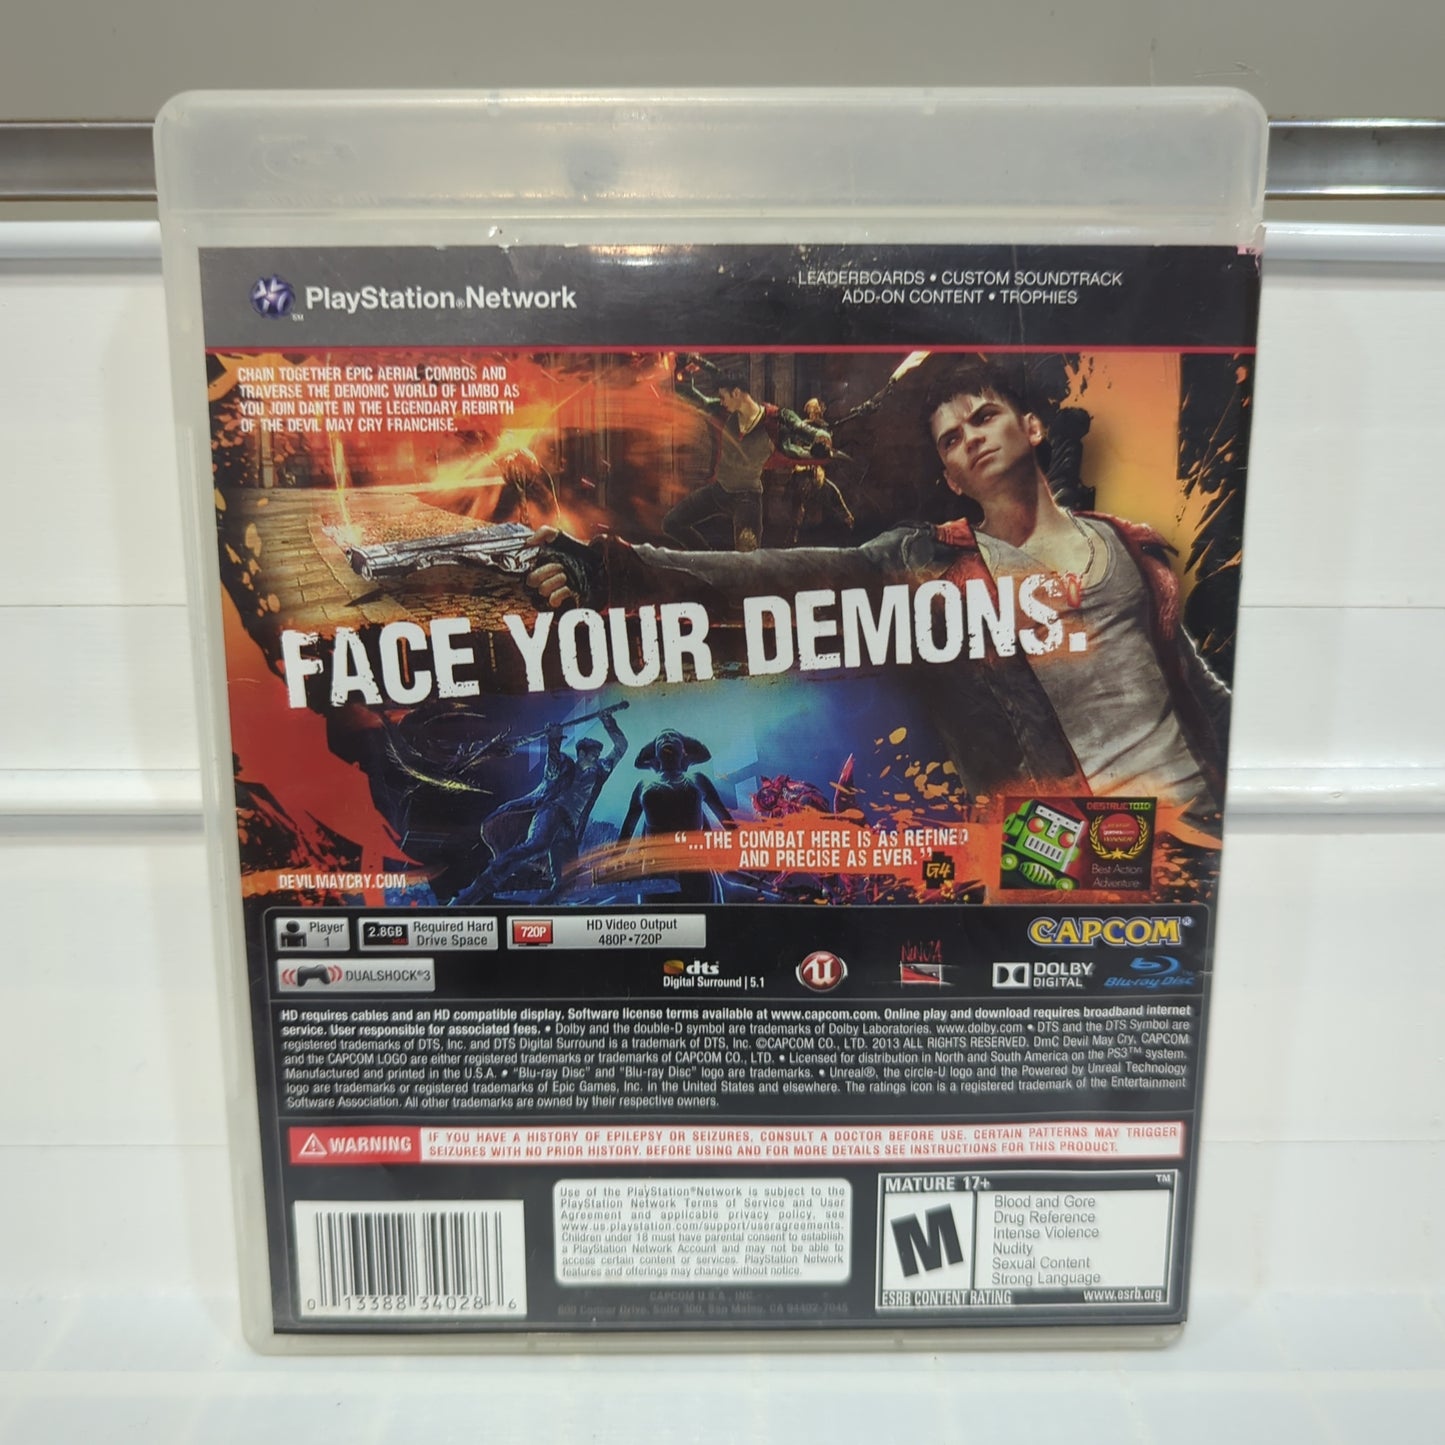 PlayStation®Network
SM
LEADERBOARDS • CUSTOM SOUNDTRACK
ADD-ON CONTENT • TROPHIES
CHAIN TOGETHER EPIC AERIAL COMBOS AND
TRAVERSE THE DEMONIC WORLD OF LIMBO AS
YOU JOIN DANTE IN THE LEGENDARY REBIRTH
OF THE DEVIL MAY CRY FRANCHISE.
FACE YOUR DEMONS.
"...THE COMBAT HERE IS AS REFINED
AND PRECISE AS EVER."
G4
DESTRUCTOID
WINNER
Best Action
Adventure
DEVILMAYCRY.COM
Player
1
2.8GB
Required Hard
Drive Space
720P
HD Video Output
480P•720P
CAPCOM®
DUALSHOCK®3
dts
Digital Surround | 5.1
NINJA
DOLBY
DIGITAL
Blu-ray Disc
HD requires cables and an HD compatible display. Software license terms available at www.capcom.com. Online play and download requires broadband internet
service. User responsible for associated fees. • Dolby and the double-D symbol are trademarks of Dolby Laboratories. www.dolby.com • DTS and the DTS Symbol are
registered trademarks of DTS, Inc. and DTS Digital Surround is a trademark of DTS, Inc. ©CAPCOM CO., LTD. 2013 ALL RIGHTS RESERVED. DmC Devil May Cry, CAPCOM
and the CAPCOM LOGO are either registered trademarks or trademarks of CAPCOM CO., LTD. • Licensed for distribution in North and South America on the PS3™ system.
Manufactured and printed in the U.S.A. • "Blu-ray Disc" and "Blu-ray Disc" logo are trademarks. • Unreal®, the circle-U logo and the Powered by Unreal Technology
logo are trademarks or registered trademarks of Epic Games, Inc. in the United States and elsewhere. The ratings icon is a registered trademark of the Entertainment
Software Association. All other trademarks are owned by their respective owners.
WARNING
IF YOU HAVE A HISTORY OF EPILEPSY OR SEIZURES, CONSULT A DOCTOR BEFORE USE. CERTAIN PATTERNS MAY TRIGGER
SEIZURES WITH NO PRIOR HISTORY. BEFORE USING AND FOR MORE DETAILS SEE INSTRUCTIONS FOR THIS PRODUCT.
0 13388 34028 6
Use of the PlayStation®Network is subject to the
PlayStation Network Terms of Service and User
Agreement and applicable privacy policy, see
www.us.playstation.com/support/useragreements.
Children under 18 must have parental consent to establish
a PlayStation Network Account and may not be able to
access certain content or services. PlayStation Network
features and offerings may change without notice.
CAPCOM U.S.A., INC.
800 Concar Drive, Suite 300, San Mateo, CA 94402-7045
MATURE 17+
TM
M
Blood and Gore
Drug Reference
Intense Violence
Nudity
Sexual Content
Strong Language
ESRB CONTENT RATING
www.esrb.org